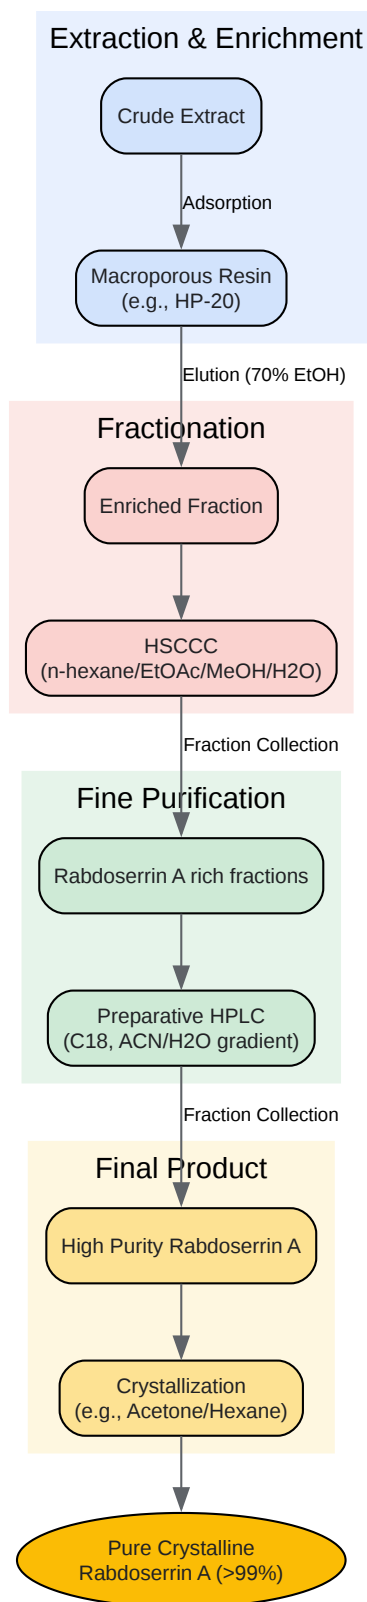 Extraction & Enrichment
Crude Extract
Adsorption
Macroporous Resin
(e.g., HP-20)
Elution (70% EtOH)
Fractionation
Enriched Fraction
HSCCC
(n-hexane/EtOAc/MeOH/H2O)
Fraction Collection
Fine Purification
Rabdoserrin A rich fractions
Preparative HPLC
(C18, ACN/H2O gradient)
Fraction Collection
Final Product
High Purity Rabdoserrin A
Crystallization
(e.g., Acetone/Hexane)
Pure Crystalline
Rabdoserrin A (>99%)